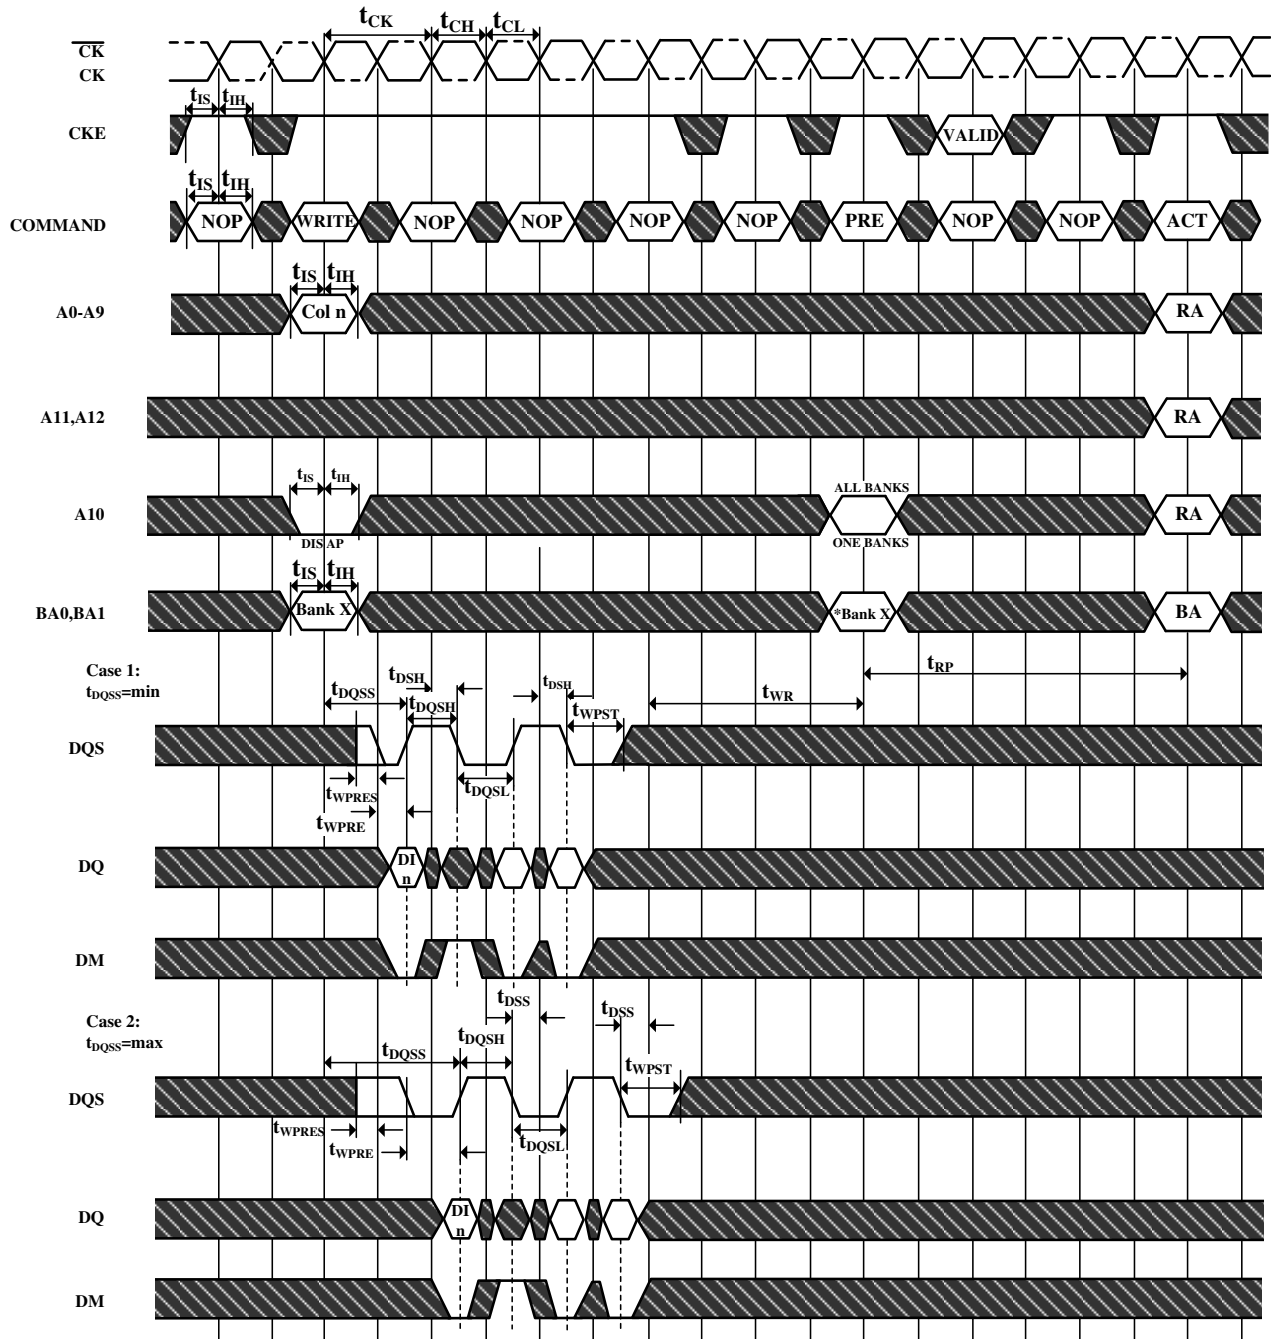 tCK tCH tCL
CK
CK
tIS tIH
CKE VALID
tIS tIH
COMMAND NOP WRITE NOP NOP NOP NOP PRE NOP NOP ACT
tIS tIH
A0-A9 Col n RA
A11,A12 RA
tIS tIH ALL BANKS
A10 RA
DIS AP ONE BANKS
tIS tIH
BA0,BA1 Bank X *Bank X BA
Case 1:
tDQSS=min
tDSH tDSH tRP
tDQSS tDQSH tWPST tWR
DQS
tWPRES tDQSL
tWPRE
DQ DI n
DM
Case 2:
tDQSS=max
tDSS tDSS
tDQSS tDQSH tWPST
DQS
tWPRES tWPRE tDQSL
DQ DI n
DM